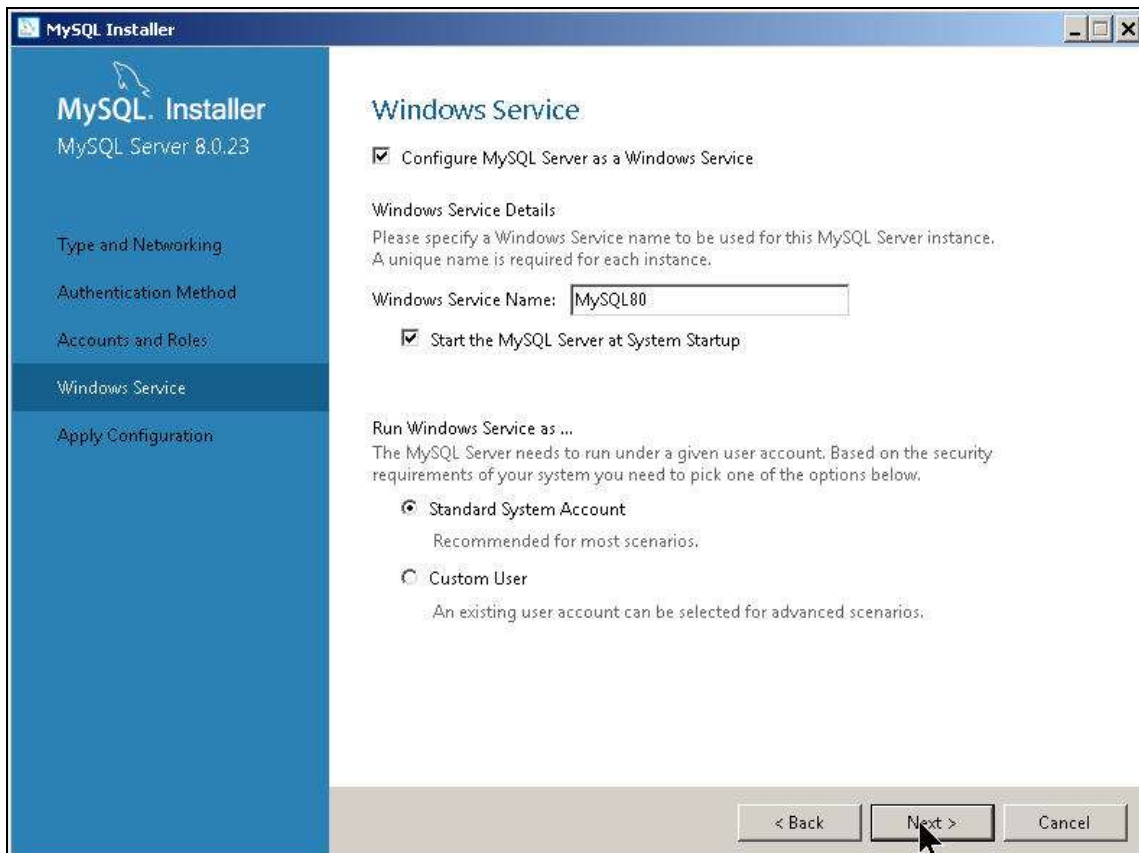 MySQL Installer
MySQL. Installer
MySQL Server 8.0.23
Type and Networking
Authentication Method
Accounts and Roles
Windows Service
Apply Configuration
Windows Service
Configure MySQL Server as a Windows Service
Windows Service Details
Please specify a Windows Service name to be used for this MySQL Server instance.
A unique name is required for each instance.
Windows Service Name: MySQL80
Start the MySQL Server at System Startup
Run Windows Service as ...
The MySQL Server needs to run under a given user account. Based on the security
requirements of your system you need to pick one of the options below.
Standard System Account
Recommended for most scenarios.
Custom User
An existing user account can be selected for advanced scenarios.
< Back Next > Cancel